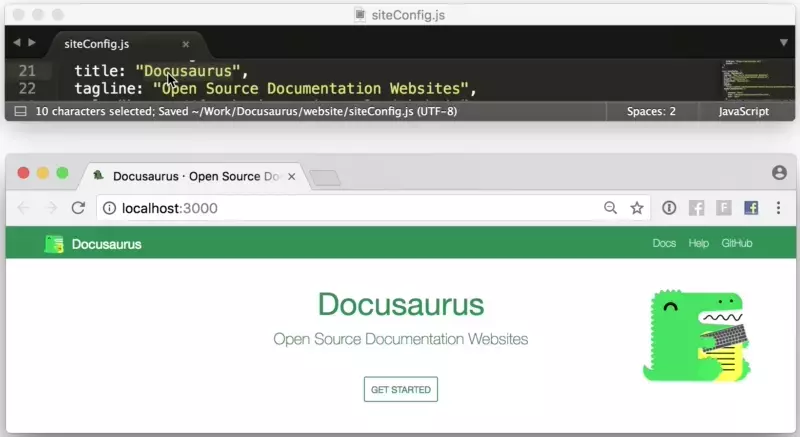 siteConfig.js
siteConfig.js
21 title: "Docusaurus",
22 tagline: "Open Source Documentation Websites",
10 characters selected; Saved ~/Work/Docusaurus/website/siteConfig.js (UTF-8)
Spaces: 2
JavaScript
Docusaurus · Open Source Do
localhost:3000
Docusaurus
Docs Help GitHub
Docusaurus
Open Source Documentation Websites
GET STARTED